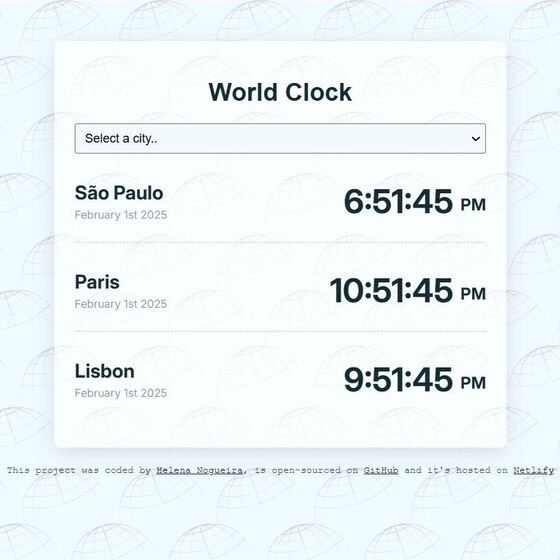 World Clock
Select a city..
São Paulo
6:51:45 PM
February 1st 2025
Paris
10:51:45 PM
February 1st 2025
Lisbon
9:51:45 PM
February 1st 2025
This project was coded by Helena Nogueira, is open-sourced on GitHub and it's hosted on Netlify